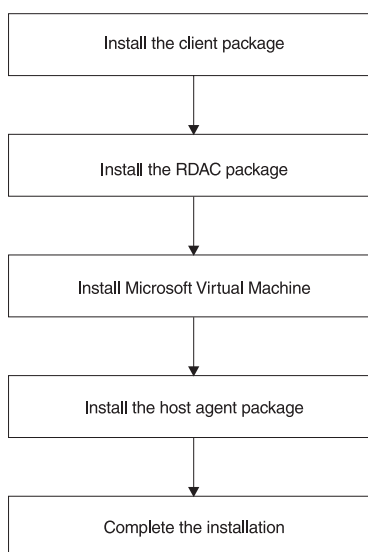 Install the client package
Install the RDAC package
Install Microsoft Virtual Machine
Install the host agent package
Complete the installation